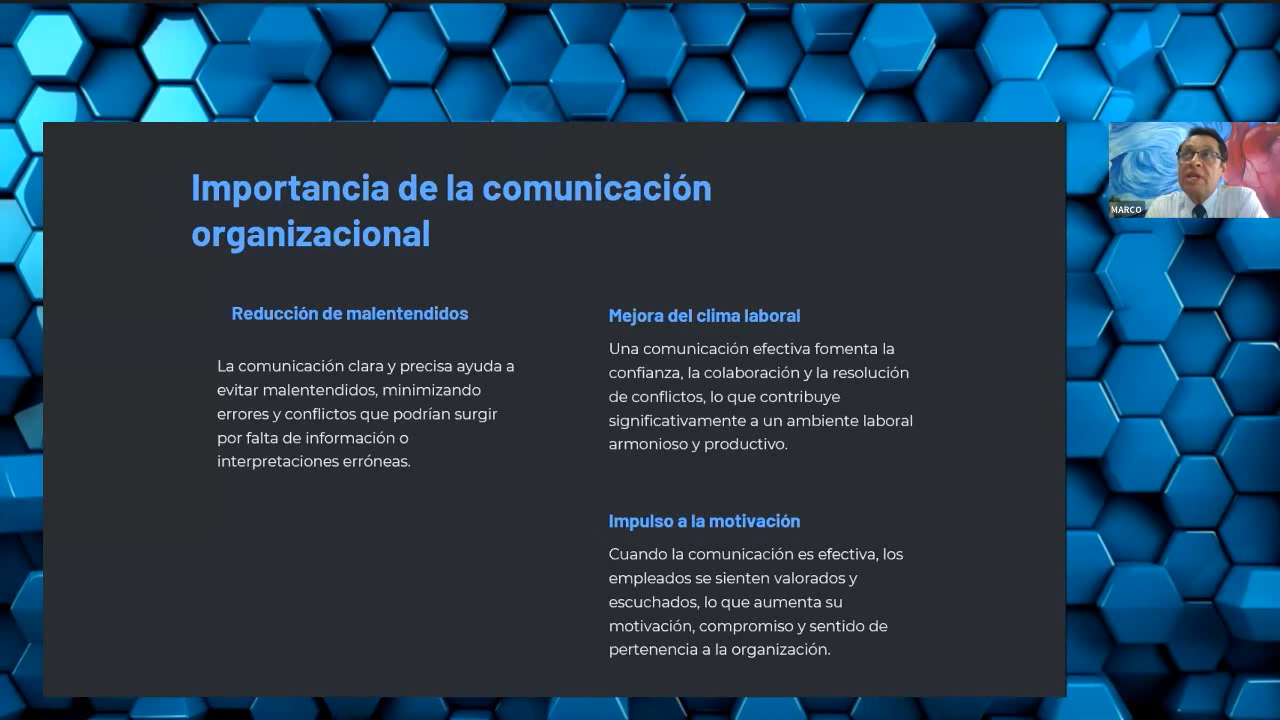 Importancia de la comunicación
organizacional
Reducción de malentendidos
La comunicación clara y precisa ayuda a
evitar malentendidos, minimizando
errores y conflictos que podrían surgir
por falta de información o
interpretaciones erróneas.
Mejora del clima laboral
Una comunicación efectiva fomenta la
confianza, la colaboración y la resolución
de conflictos, lo que contribuye
significativamente a un ambiente laboral
armonioso y productivo.
Impulso a la motivación
Cuando la comunicación es efectiva, los
empleados se sienten valorados y
escuchados, lo que aumenta su
motivación, compromiso y sentido de
pertenencia a la organización.
MARCO